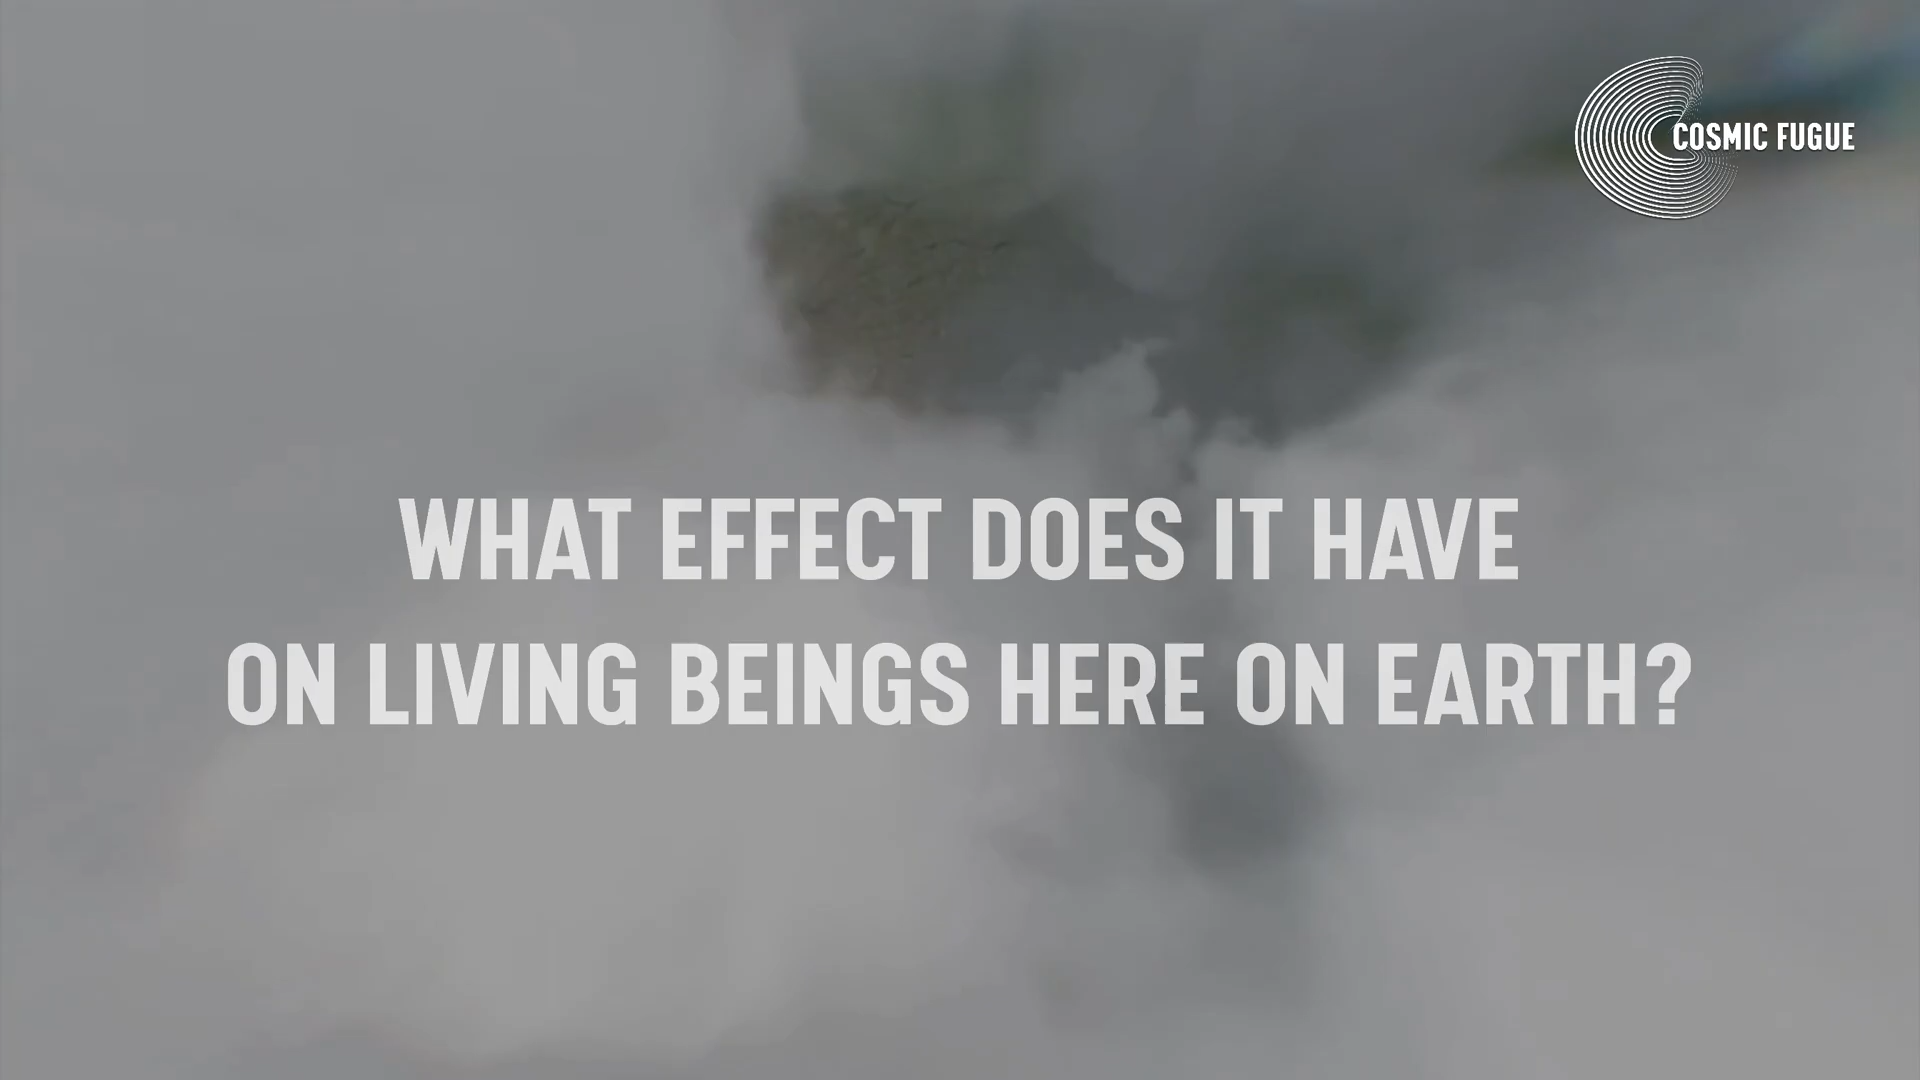 COSMIC FUGUE
WHAT EFFECT DOES IT HAVE
ON LIVING BEINGS HERE ON EARTH?